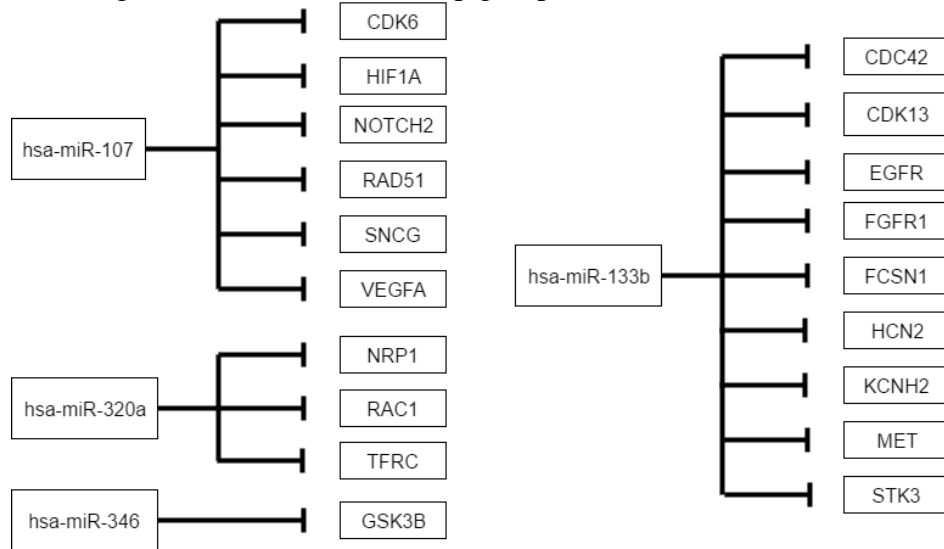 hsa-miR-107
CDK6
HIF1A
NOTCH2
RAD51
SNCG
VEGFA
hsa-miR-320a
NRP1
RAC1
TFRC
hsa-miR-346
GSK3B
hsa-miR-133b
CDC42
CDK13
EGFR
FGFR1
FCSN1
HCN2
KCNH2
MET
STK3